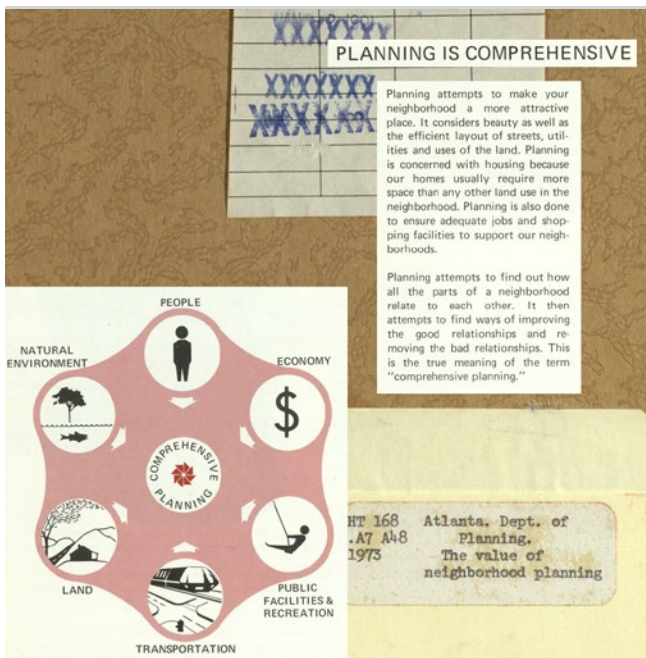 PLANNING IS COMPREHENSIVE
Planning attempts to make your
neighborhood a more attractive
place. It considers beauty as well as
the efficient layout of streets, util-
ities and uses of the land. Planning
is concerned with housing because
our homes usually require more
space than any other land use in the
neighborhood. Planning is also done
to ensure adequate jobs and shop-
ping facilities to support our neigh-
borhoods.
Planning attempts to find out how
all the parts of a neighborhood
relate to each other. It then
attempts to find ways of improving
the good relationships and re-
moving the bad relationships. This
is the true meaning of the term
"comprehensive planning."
PEOPLE
NATURAL
ENVIRONMENT
ECONOMY
$
COMPREHENSIVE
PLANNING
LAND
PUBLIC
FACILITIES &
RECREATION
TRANSPORTATION
HT 168 Atlanta. Dept. of
.A7 A48 Planning.
1973 The value of
neighborhood planning